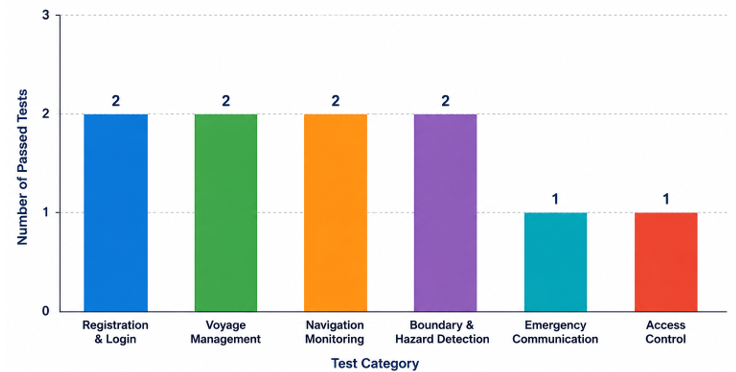 3
2
1
0
Number of Passed Tests
2
2
2
2
1
1
Registration
& Login
Voyage
Management
Navigation
Monitoring
Boundary &
Hazard Detection
Emergency
Communication
Access
Control
Test Category